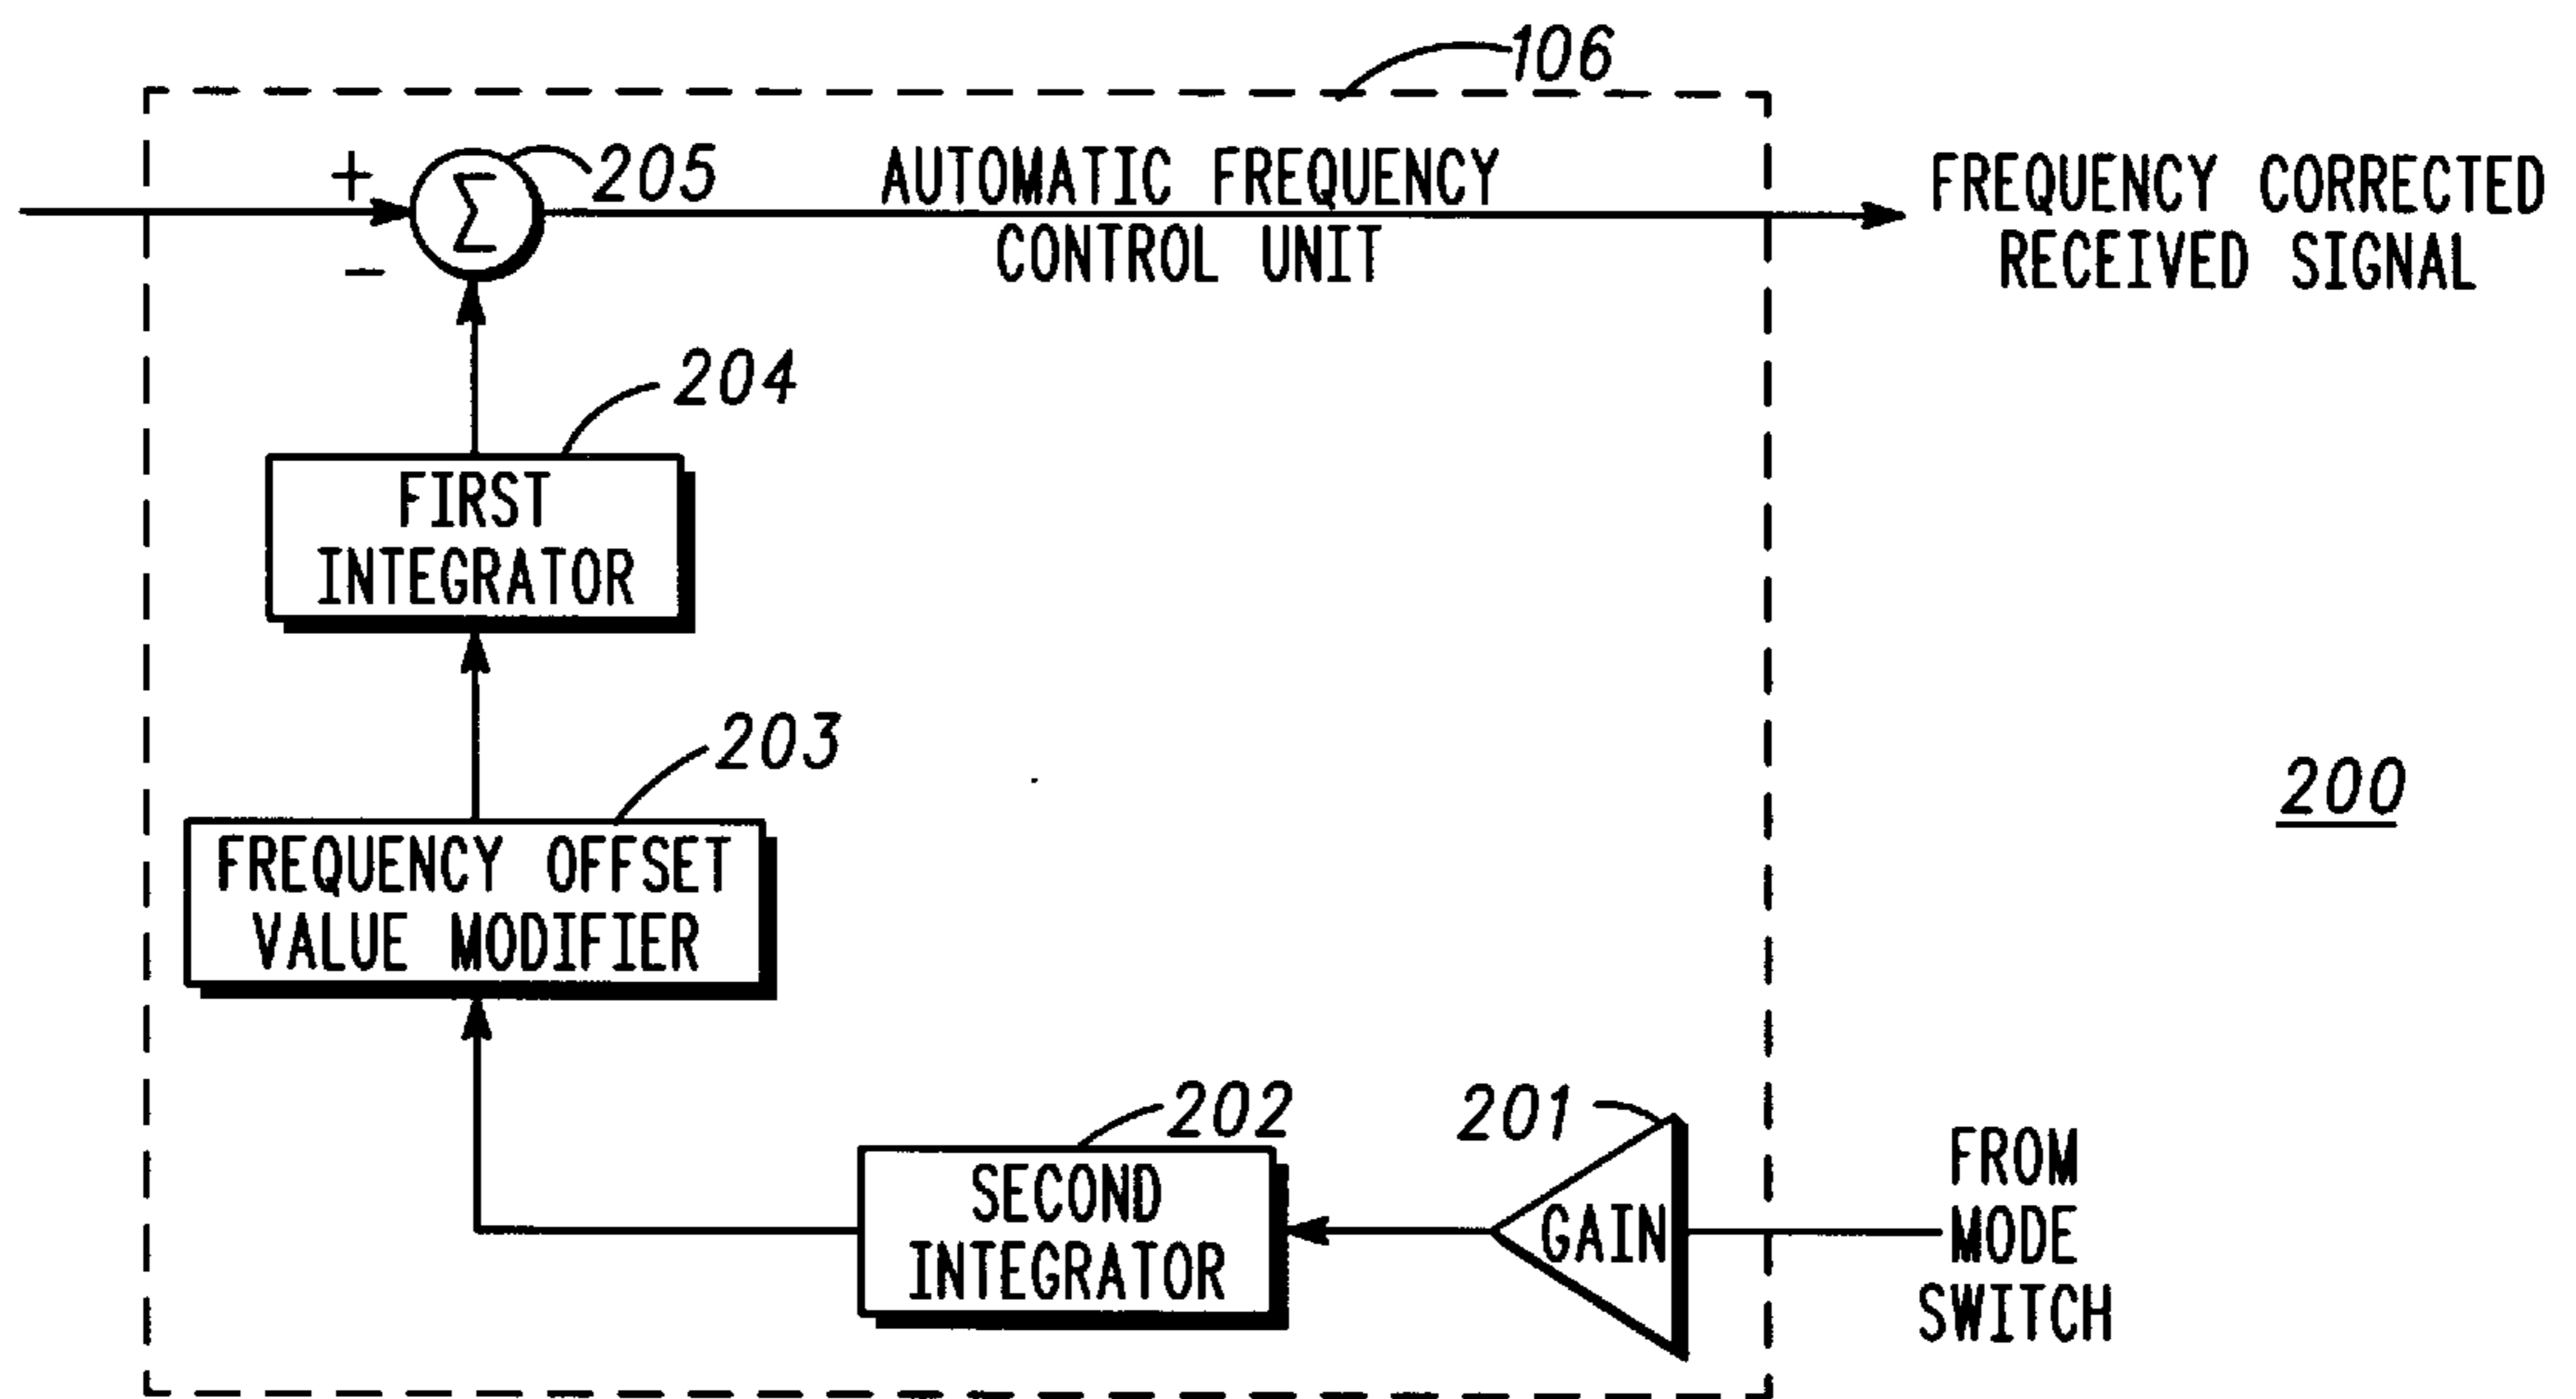 106
+
Σ
205
−
AUTOMATIC FREQUENCY
CONTROL UNIT
FREQUENCY CORRECTED
RECEIVED SIGNAL
204
FIRST
INTEGRATOR
203
FREQUENCY OFFSET
VALUE MODIFIER
200
202
SECOND
INTEGRATOR
201
GAIN
FROM
MODE
SWITCH